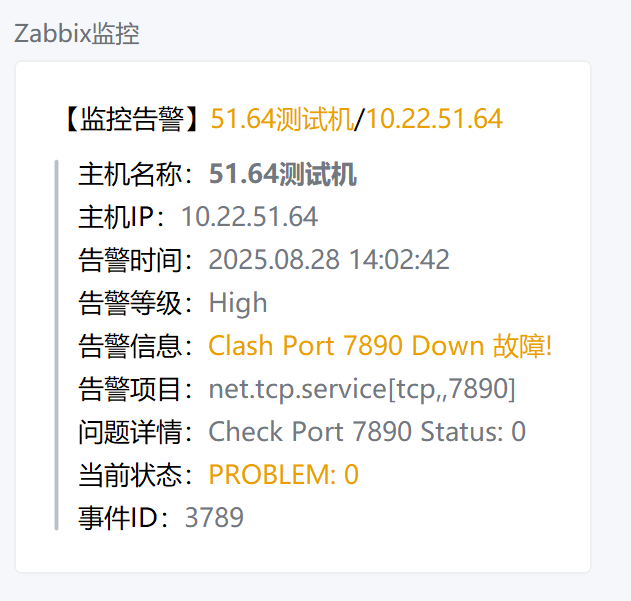 Zabbix监控
【监控告警】51.64测试机/10.22.51.64
主机名称：51.64测试机
主机IP：10.22.51.64
告警时间：2025.08.28 14:02:42
告警等级：High
告警信息：Clash Port 7890 Down 故障!
告警项目：net.tcp.service[tcp,,7890]
问题详情：Check Port 7890 Status: 0
当前状态：PROBLEM: 0
事件ID：3789